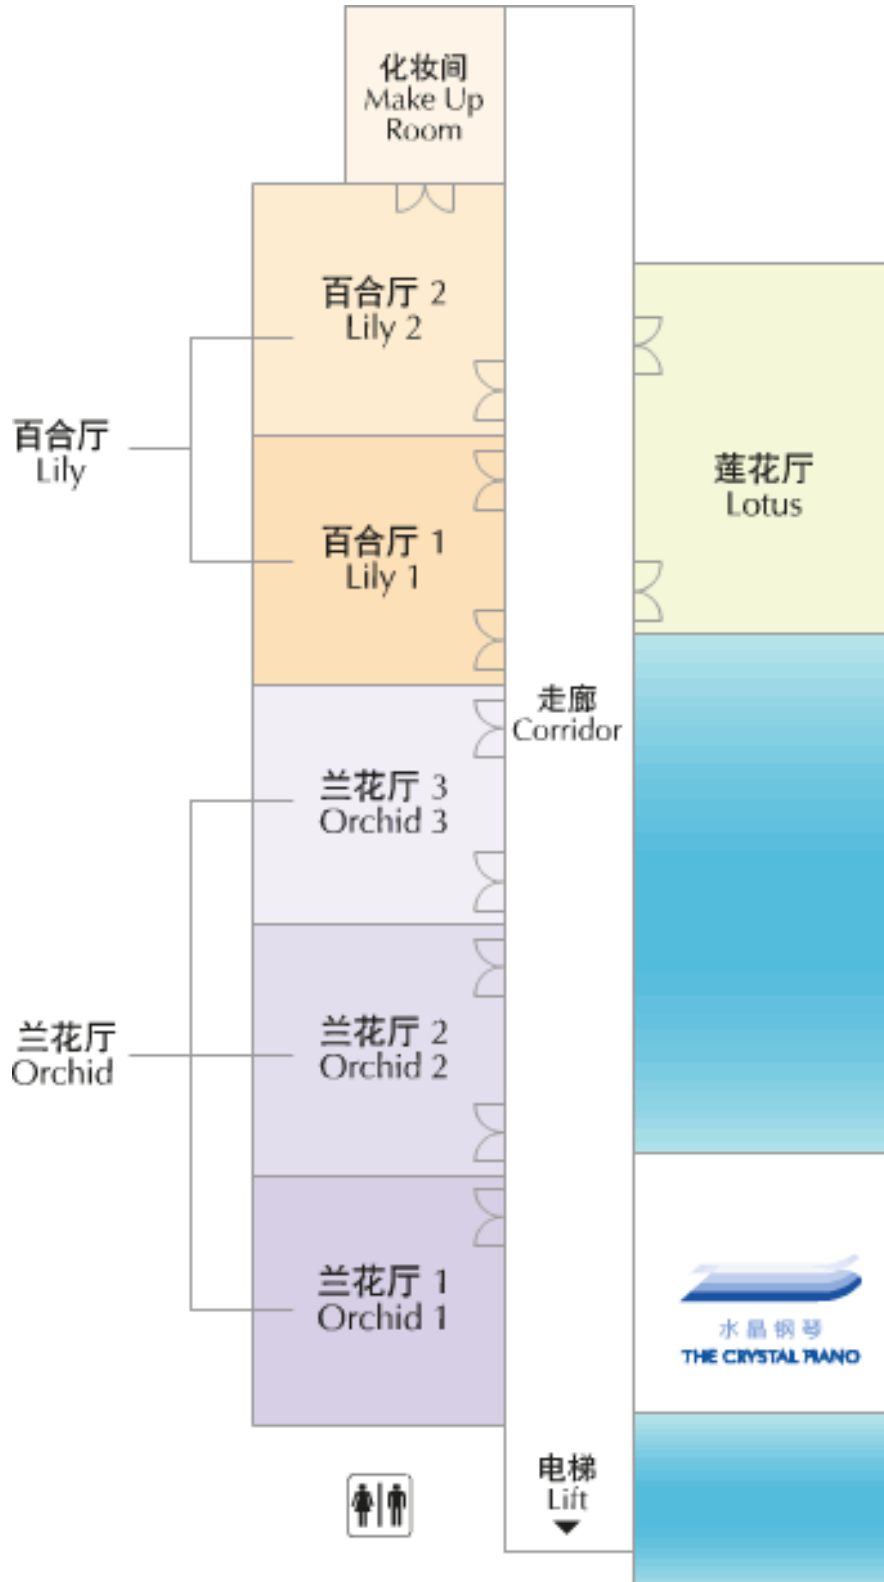 化妆间
Make Up
Room
百合厅 2
Lily 2
百合厅
Lily
莲花厅
Lotus
百合厅 1
Lily 1
走廊
Corridor
兰花厅 3
Orchid 3
兰花厅
Orchid
兰花厅 2
Orchid 2
兰花厅 1
Orchid 1
水晶钢琴
THE CRYSTAL PIANO
电梯
Lift